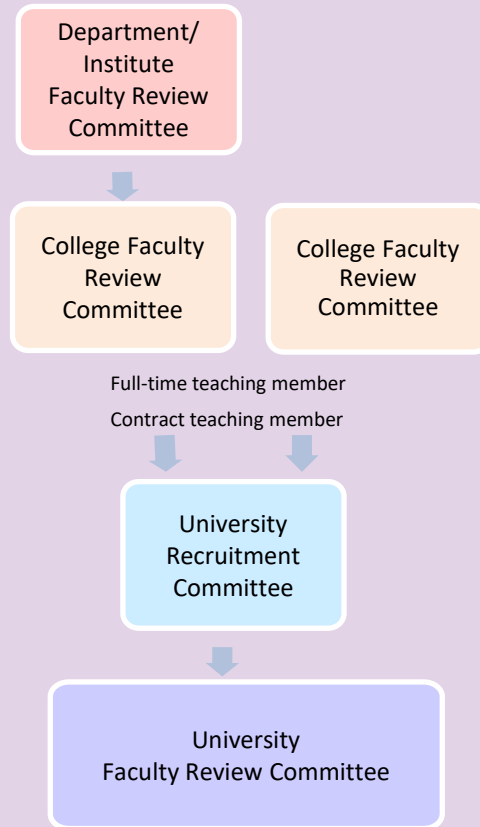 Department/
Institute
Faculty Review
Committee
College Faculty
Review
Committee
College Faculty
Review
Committee
Full-time teaching member
Contract teaching member
University
Recruitment
Committee
University
Faculty Review Committee